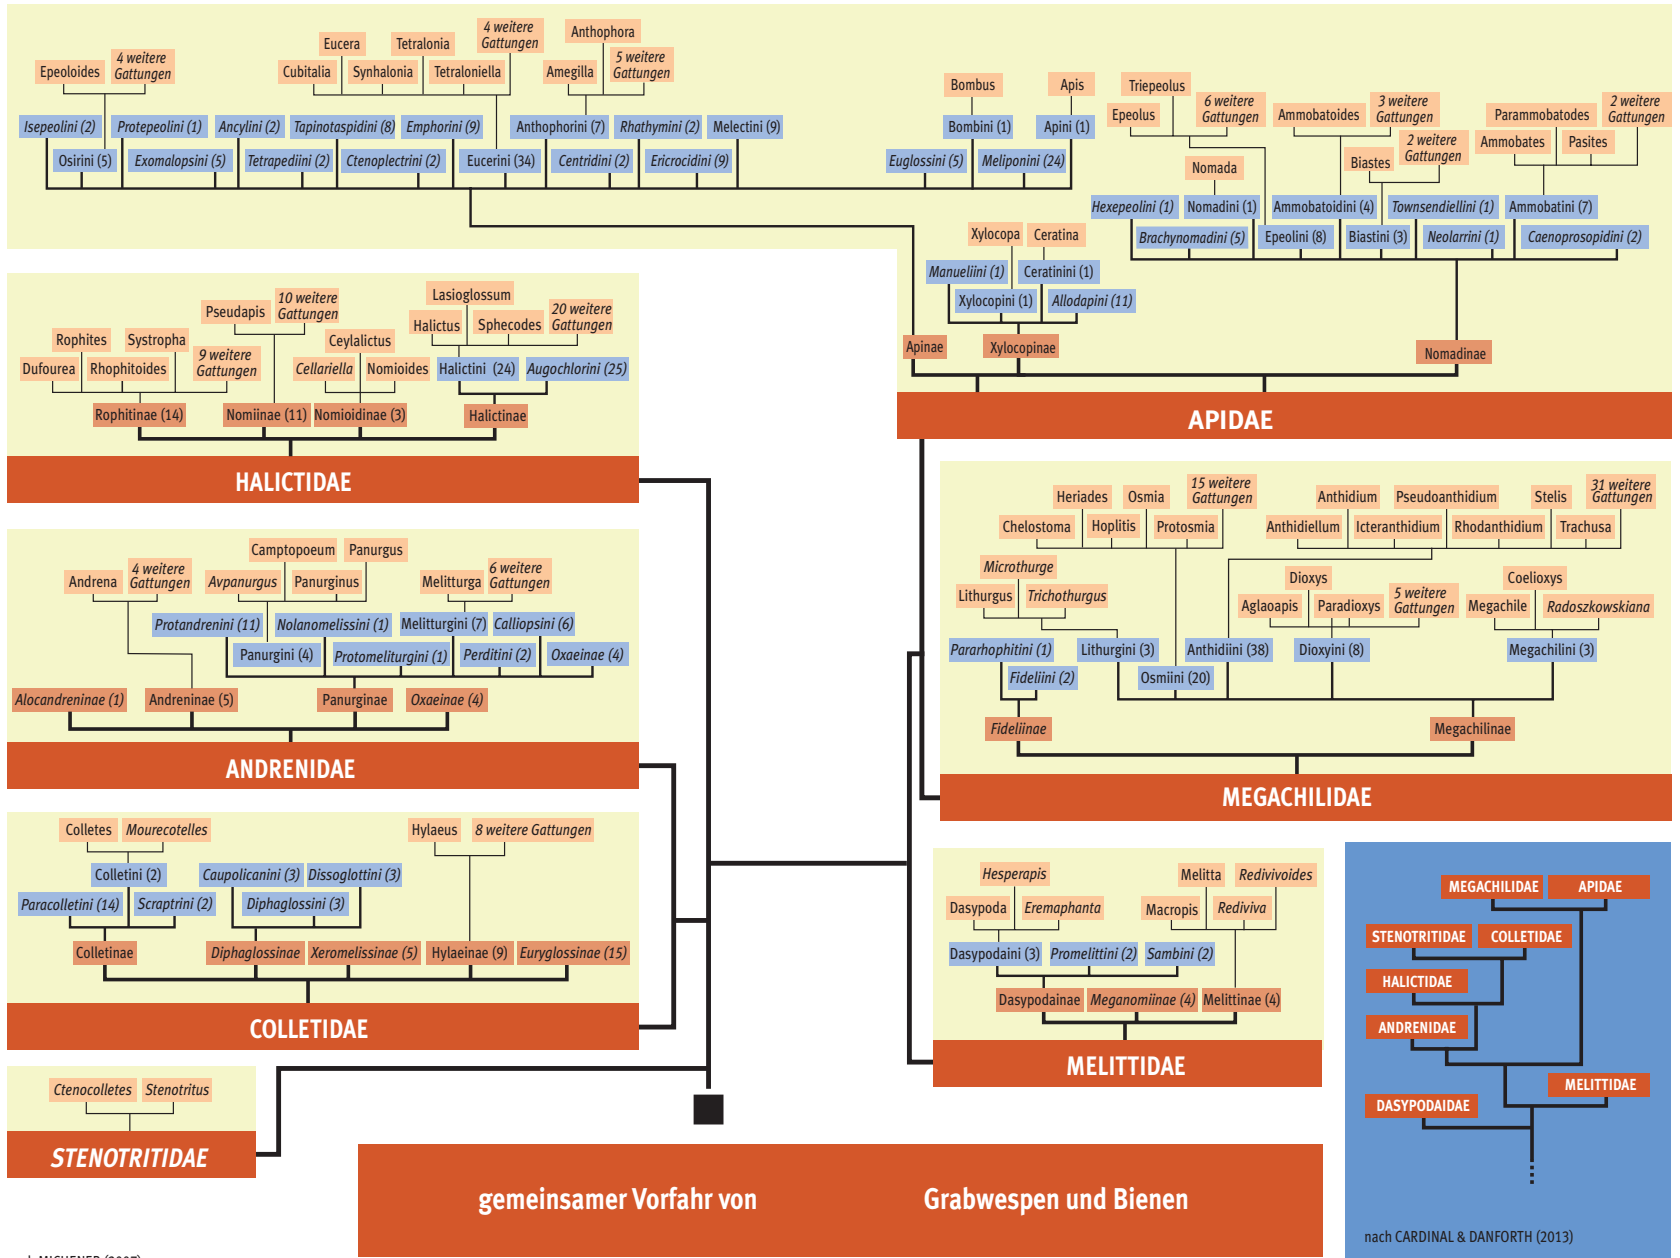 4 weitere
Gattungen
Anthophora
Eucera
Tetralonia
4 weitere
Gattungen
5 weitere
Gattungen
Epeoloides
Cubitalia
Synhalonia
Tetraloniella
Amegilla
Isepeolini (2)
Protepeolini (1)
Ancylini (2)
Tapinotaspidini (8)
Emphorini (9)
Anthophorini (7)
Rhathymini (2)
Melectini (9)
Osirini (5)
Exomalopsini (5)
Tetrapediini (2)
Ctenoplectrini (2)
Eucerini (34)
Centridini (2)
Ericrocidini (9)
Bombus
Apis
Bombini (1)
Apini (1)
Euglossini (5)
Meliponini (24)
Triepeolus
Epeolus
6 weitere
Gattungen
Ammobatoides
3 weitere
Gattungen
2 weitere
Gattungen
Biastes
Parammobatodes
2 weitere
Gattungen
Ammobates
Pasites
Nomada
Hexepeolini (1)
Nomadini (1)
Ammobatoidini (4)
Townsendiellini (1)
Ammobatini (7)
Brachynomadini (5)
Epeolini (8)
Biastini (3)
Neolarrini (1)
Caenoprosopidini (2)
Xylocopa
Ceratina
Manueliini (1)
Ceratinini (1)
Xylocopini (1)
Allodapini (11)
Apinae
Xylocopinae
Nomadinae
APIDAE
Rophites
Systropha
Dufourea
Rhophitoides
9 weitere
Gattungen
Pseudapis
10 weitere
Gattungen
Ceylalictus
Cellariella
Nomioides
Lasioglossum
Halictus
Sphecodes
20 weitere
Gattungen
Halictini (24)
Augochlorini (25)
Rophitinae (14)
Nomiinae (11)
Nomioidinae (3)
Halictinae
HALICTIDAE
Andrena
4 weitere
Gattungen
Camptopoeum
Panurgus
Avpanurgus
Panurginus
Melitturga
6 weitere
Gattungen
Protandrenini (11)
Nolanomelissini (1)
Melitturgini (7)
Calliopsini (6)
Panurgini (4)
Protomeliturgini (1)
Perditini (2)
Oxaeinae (4)
Alocandreninae (1)
Andreninae (5)
Panurginae
Oxaeinae (4)
ANDRENIDAE
Colletes
Mourecotelles
Hylaeus
8 weitere Gattungen
Colletini (2)
Caupolicanini (3)
Dissoglottini (3)
Paracolletini (14)
Scraptrini (2)
Diphaglossini (3)
Colletinae
Diphaglossinae
Xeromelissinae (5)
Hylaeinae (9)
Euryglossinae (15)
COLLETIDAE
Ctenocolletes
Stenotritus
STENOTRITIDAE
Heriades
Osmia
15 weitere
Gattungen
Chelostoma
Hoplitis
Protosmia
Anthidium
Pseudoanthidium
Stelis
31 weitere
Gattungen
Anthidiellum
Icteranthidium
Rhodanthidium
Trachusa
Microthurge
Lithurgus
Trichothurgus
Dioxys
Aglaoapis
Paradioxys
5 weitere
Gattungen
Coelioxys
Megachile
Radoszkowskiana
Pararhophitini (1)
Lithurgini (3)
Anthidiini (38)
Dioxyini (8)
Megachilini (3)
Fideliini (2)
Osmiini (20)
Fideliinae
Megachilinae
MEGACHILIDAE
Hesperapis
Dasypoda
Eremaphanta
Melitta
Redivivoides
Macropis
Rediviva
Dasypodaini (3)
Promelittini (2)
Sambini (2)
Dasypodainae
Meganomiinae (4)
Melittinae (4)
MELITTIDAE
gemeinsamer Vorfahr von
Grabwespen und Bienen
MEGACHILIDAE
APIDAE
STENOTRITIDAE
COLLETIDAE
HALICTIDAE
ANDRENIDAE
MELITTIDAE
DASYPODAIDAE
nach CARDINAL & DANFORTH (2013)